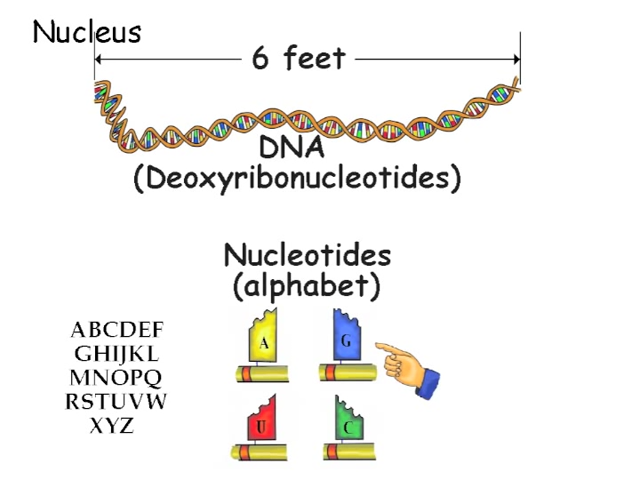 Nucleus
6 feet
DNA
(Deoxyribonucleotides)
Nucleotides
(alphabet)
ABCDEF
GHIJKL
MNOPQ
RSTUVW
XYZ
A
G
U
C